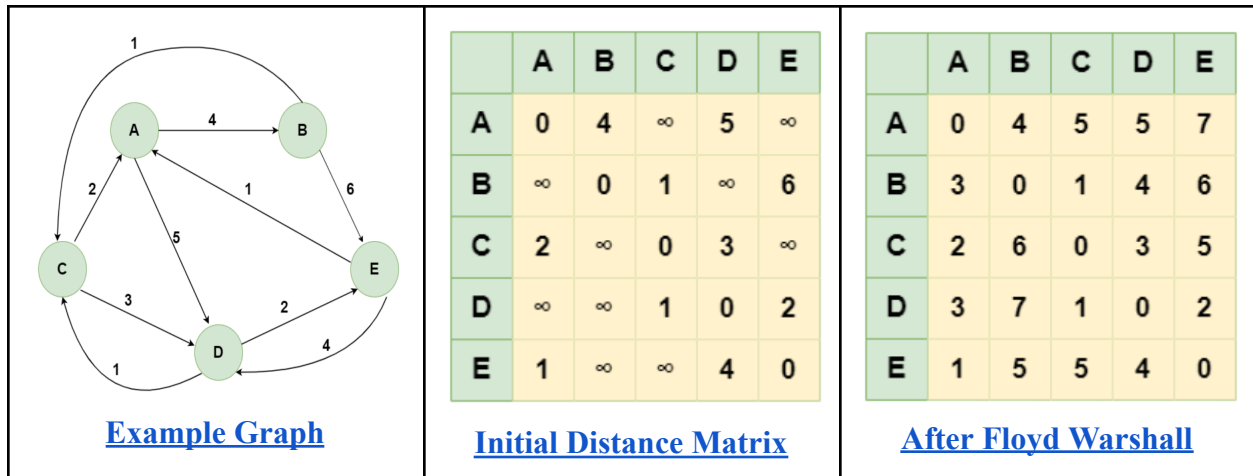 1
A
4
B
2
1
6
5
C
E
3
2
D
4
1
Example Graph
A B C D E
A 0 4 ∞ 5 ∞
B ∞ 0 1 ∞ 6
C 2 ∞ 0 3 ∞
D ∞ ∞ 1 0 2
E 1 ∞ ∞ 4 0
Initial Distance Matrix
A B C D E
A 0 4 5 5 7
B 3 0 1 4 6
C 2 6 0 3 5
D 3 7 1 0 2
E 1 5 5 4 0
After Floyd Warshall